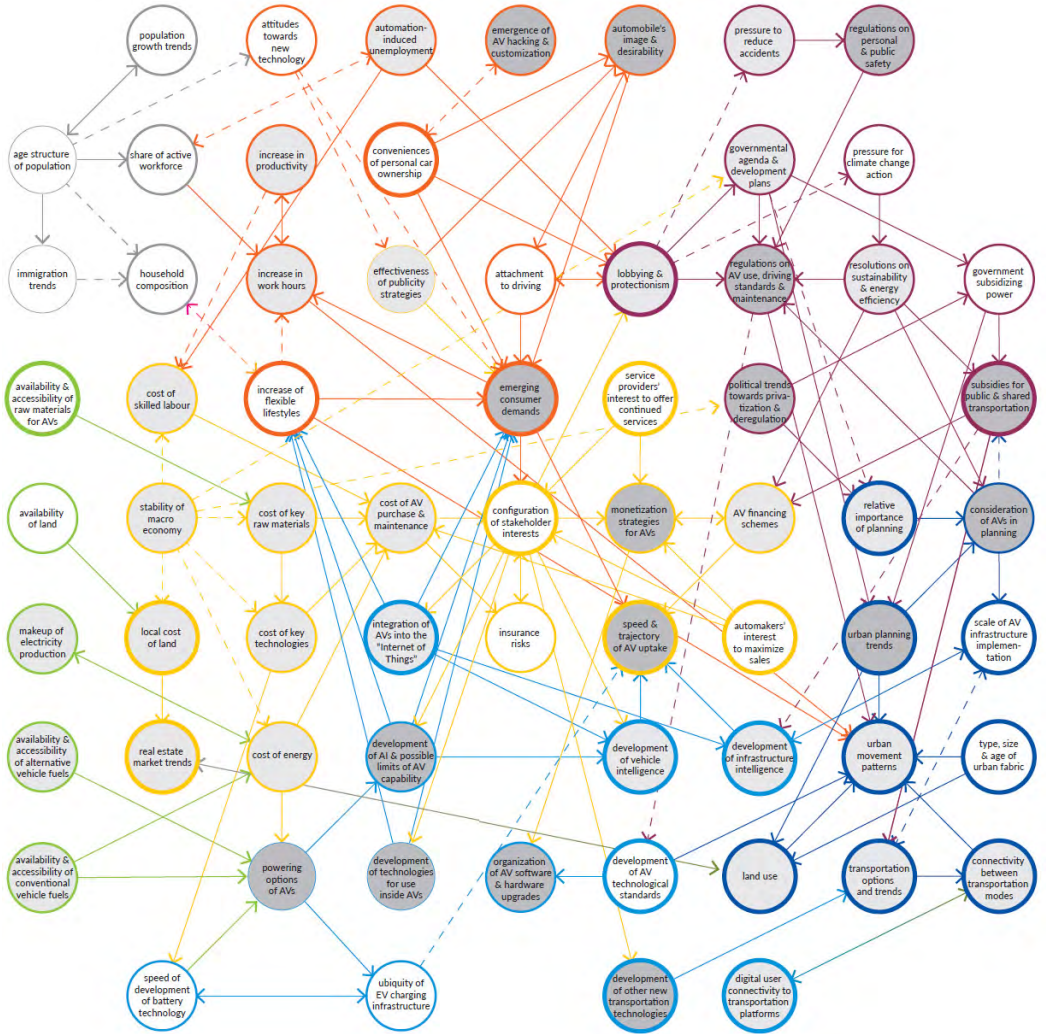 population
growth trends
attitudes
towards
new
technology
automation-
induced
unemployment
emergence of
AV hacking &
customization
automobile's
image &
desirability
pressure to
reduce
accidents
regulations on
personal
& public
safety
age structure
of population
share of active
workforce
increase in
productivity
conveniences
of personal car
ownership
governmental
agenda &
development
plans
pressure for
climate change
action
immigration
trends
household
composition
increase in
work hours
effectiveness
of publicity
strategies
attachment
to driving
lobbying &
protectionism
regulations on
AV use, driving
standards &
maintenance
resolutions on
sustainability
& energy
efficiency
government
subsidizing
power
availability &
accessibility of
raw materials
for AVs
cost of
skilled labour
increase of
flexible
lifestyles
emerging
consumer
demands
service
providers'
interest to offer
continued
services
political trends
towards priva-
tization &
deregulation
subsidies for
public & shared
transportation
availability
of land
stability of
macro
economy
cost of key
raw materials
cost of AV
purchase &
maintenance
configuration
of stakeholder
interests
monetization
strategies
for AVs
AV financing
schemes
relative
importance
of planning
consideration
of AVs in
planning
makeup of
electricity
production
local cost
of land
cost of key
technologies
integration of
AVs into the
"Internet of
Things"
insurance
risks
speed &
trajectory
of AV uptake
automakers'
interest
to maximize
sales
urban planning
trends
scale of AV
infrastructure
implemen-
tation
availability &
accessibility
of alternative
vehicle fuels
real estate
market trends
cost of energy
development
of AI & possible
limits of AV
capability
development
of vehicle
intelligence
development
of infrastructure
intelligence
urban
movement
patterns
type, size
& age of
urban fabric
availability &
accessibility of
conventional
vehicle fuels
powering
options
of AVs
development
of technologies
for use
inside AVs
organization
of AV software
& hardware
upgrades
development
of AV
technological
standards
land use
transportation
options
and trends
connectivity
between
transportation
modes
speed of
development
of battery
technology
ubiquity of
EV charging
infrastructure
development
of other new
transportation
technologies
digital user
connectivity to
transportation
platforms